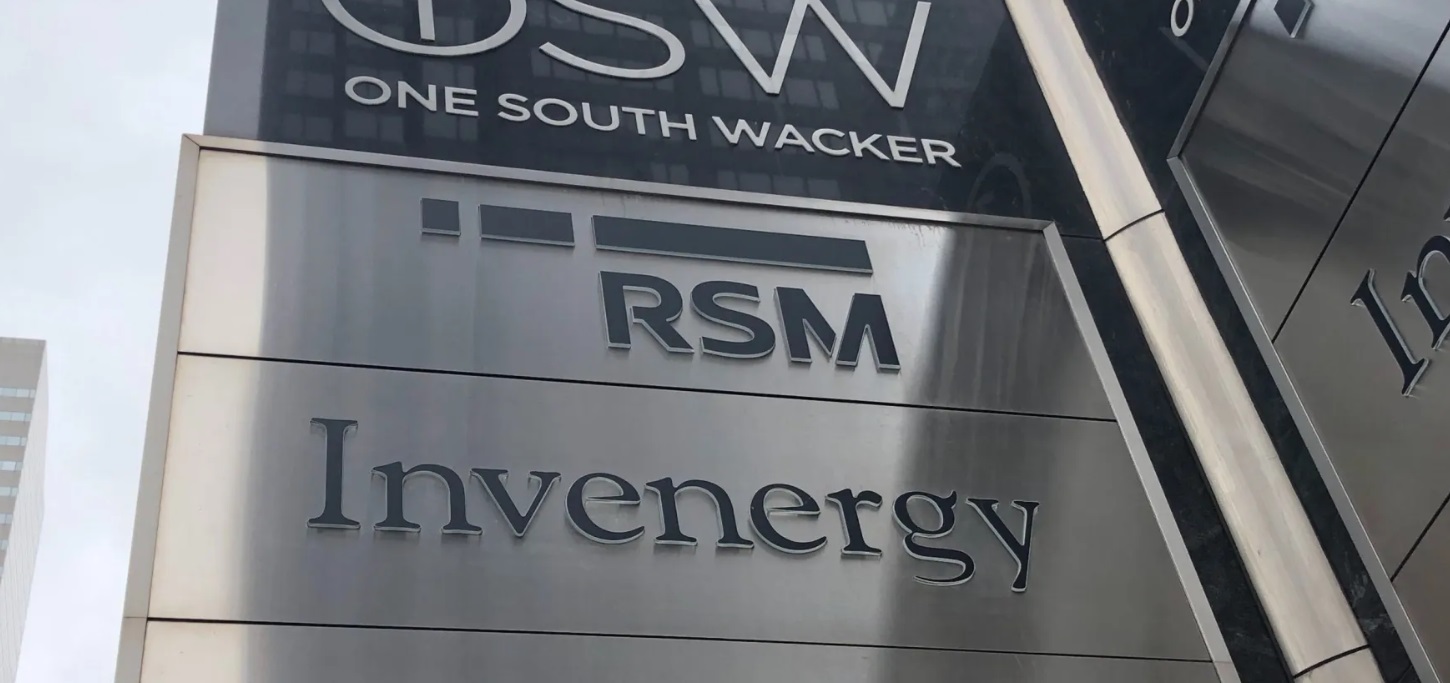 OSW
ONE SOUTH WACKER
RSM
Invenergy